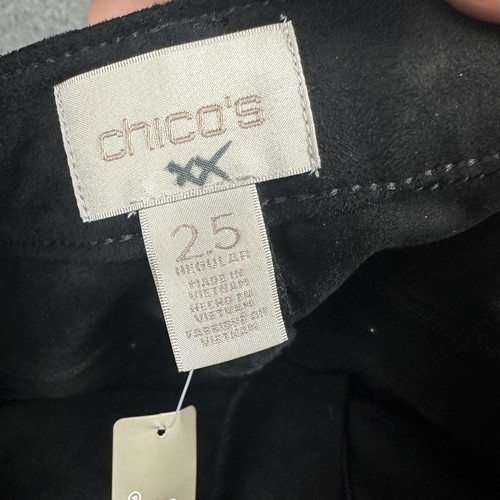 chico's
XX
2.5
REGULAR
MADE IN
VIETNAM
HECHO EN
VIETNAM
FABRIQUÉ AU
VIETNAM